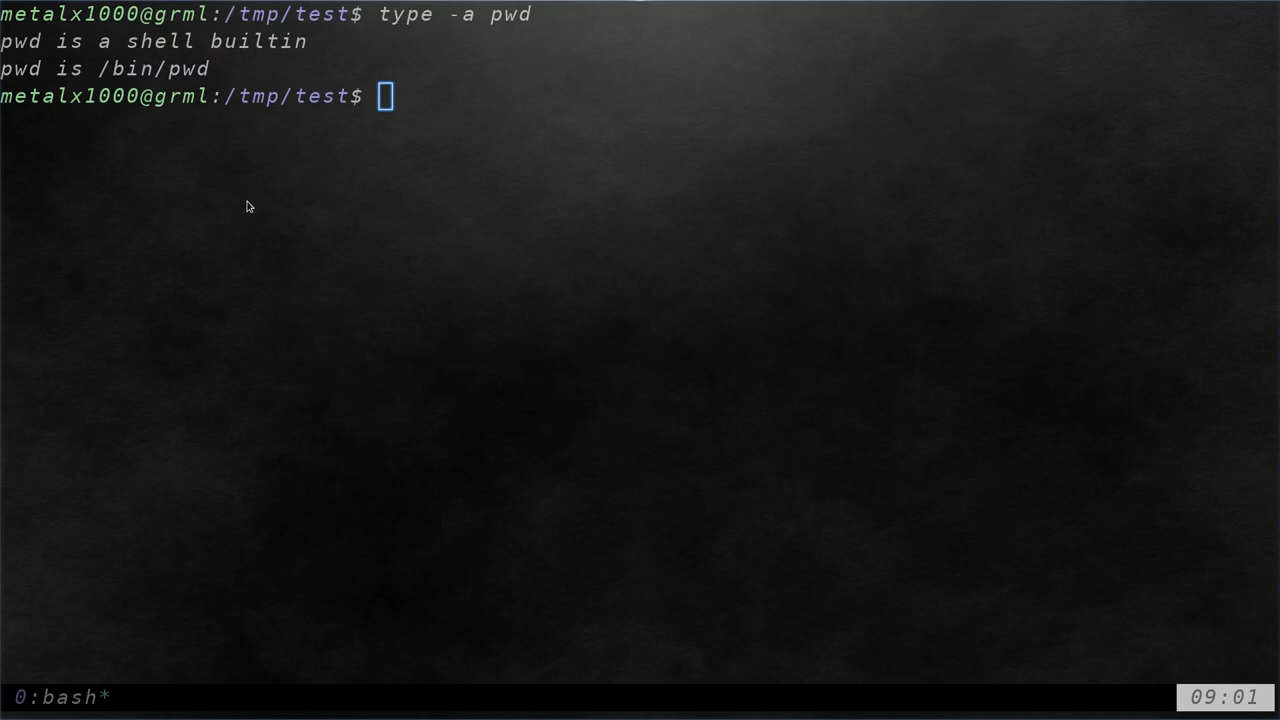 metalx1000@grml:/tmp/test$ type -a pwd
pwd is a shell builtin
pwd is /bin/pwd
metalx1000@grml:/tmp/test$
0:bash* 09:01